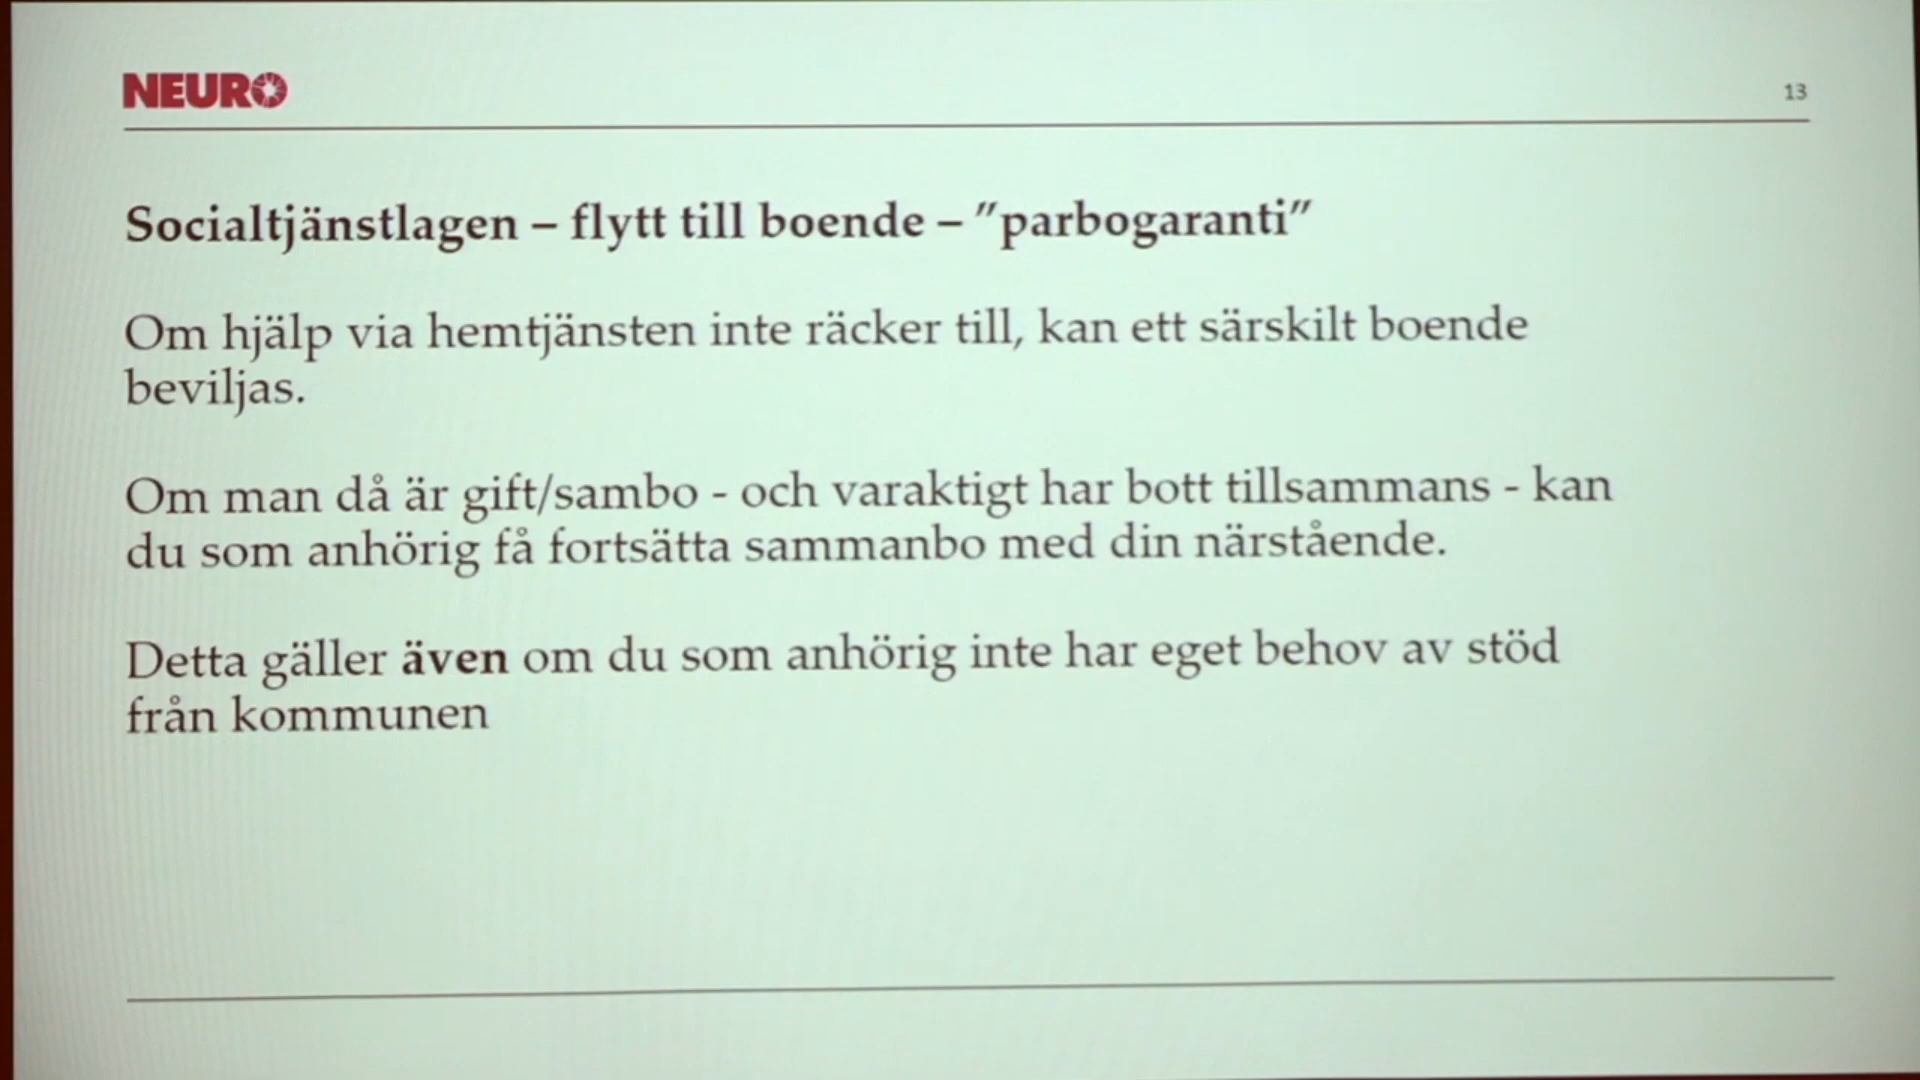 NEURO
13
Socialtjänstlagen – flytt till boende – ”parbogaranti”
Om hjälp via hemtjänsten inte räcker till, kan ett särskilt boende
beviljas.
Om man då är gift/sambo - och varaktigt har bott tillsammans - kan
du som anhörig få fortsätta sammanbo med din närstående.
Detta gäller även om du som anhörig inte har eget behov av stöd
från kommunen